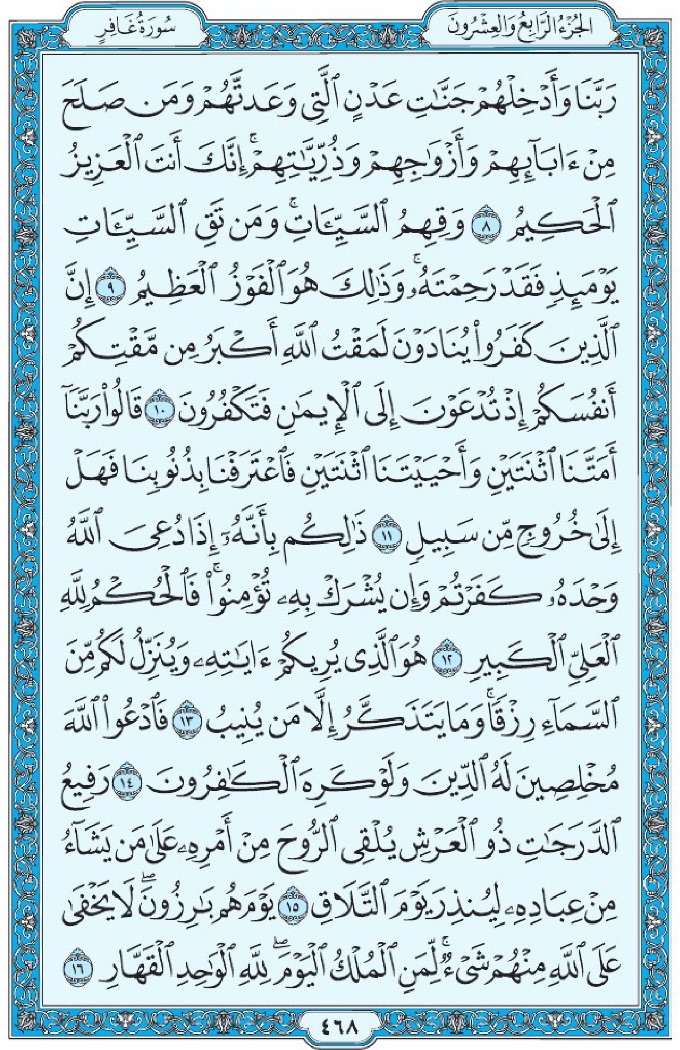 الجُزْءُ الرَّابِعُ وَالعِشْرُونَ
سُورَةُ غَافِرٍ
رَبَّنَا وَأَدْخِلْهُمْ جَنَّٰتِ عَدْنٍ ٱلَّتِى وَعَدتَّهُمْ وَمَن صَلَحَ
مِنْ ءَابَآئِهِمْ وَأَزْوَٰجِهِمْ وَذُرِّيَّٰتِهِمْ ۚ إِنَّكَ أَنتَ ٱلْعَزِيزُ
ٱلْحَكِيمُ ٨ وَقِهِمُ ٱلسَّيِّـَٔاتِ ۚ وَمَن تَقِ ٱلسَّيِّـَٔاتِ
يَوْمَئِذٍ فَقَدْ رَحِمْتَهُۥ ۚ وَذَٰلِكَ هُوَ ٱلْفَوْزُ ٱلْعَظِيمُ ٩ إِنَّ
ٱلَّذِينَ كَفَرُوا۟ يُنَادَوْنَ لَمَقْتُ ٱللَّهِ أَكْبَرُ مِن مَّقْتِكُمْ
أَنفُسَكُمْ إِذْ تُدْعَوْنَ إِلَى ٱلْإِيمَٰنِ فَتَكْفُرُونَ ١٠ قَالُوا۟ رَبَّنَآ
أَمَتَّنَا ٱثْنَتَيْنِ وَأَحْيَيْتَنَا ٱثْنَتَيْنِ فَٱعْتَرَفْنَا بِذُنُوبِنَا فَهَلْ
إِلَىٰ خُرُوجٍ مِّن سَبِيلٍ ١١ ذَٰلِكُم بِأَنَّهُۥٓ إِذَا دُعِىَ ٱللَّهُ
وَحْدَهُۥ كَفَرْتُمْ وَإِن يُشْرَكْ بِهِۦ تُؤْمِنُوا۟ ۚ فَٱلْحُكْمُ لِلَّهِ
ٱلْعَلِىِّ ٱلْكَبِيرِ ١٢ هُوَ ٱلَّذِى يُرِيكُمْ ءَايَٰتِهِۦ وَيُنَزِّلُ لَكُم مِّنَ
ٱلسَّمَآءِ رِزْقًا ۚ وَمَا يَتَذَكَّرُ إِلَّا مَن يُنِيبُ ١٣ فَٱدْعُوا۟ ٱللَّهَ
مُخْلِصِينَ لَهُ ٱلدِّينَ وَلَوْ كَرِهَ ٱلْكَٰفِرُونَ ١٤ رَفِيعُ
ٱلدَّرَجَٰتِ ذُو ٱلْعَرْشِ يُلْقِى ٱلرُّوحَ مِنْ أَمْرِهِۦ عَلَىٰ مَن يَشَآءُ
مِنْ عِبَادِهِۦ لِيُنذِرَ يَوْمَ ٱلتَّلَاقِ ١٥ يَوْمَ هُم بَٰرِزُونَ ۖ لَا يَخْفَىٰ
عَلَى ٱللَّهِ مِنْهُمْ شَىْءٌ ۚ لِّمَنِ ٱلْمُلْكُ ٱلْيَوْمَ ۖ لِلَّهِ ٱلْوَٰحِدِ ٱلْقَهَّارِ ١٦
٤٦٨